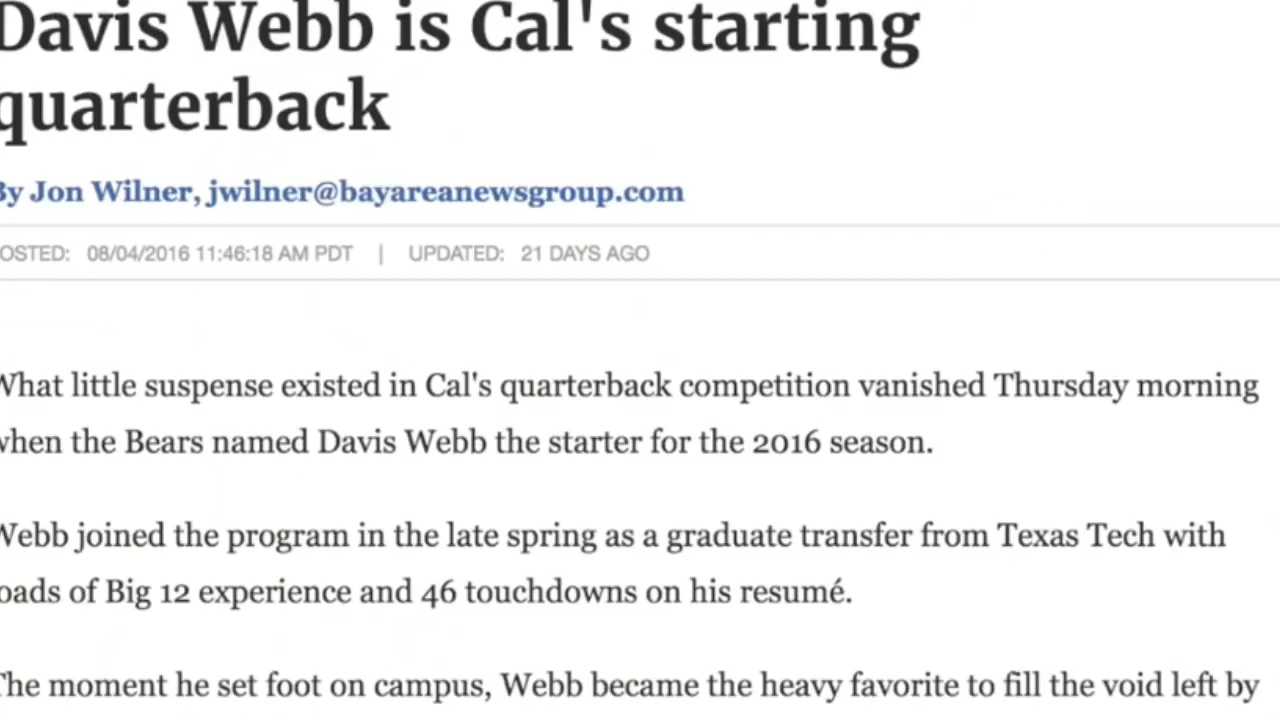 Davis Webb is Cal's starting
quarterback
By Jon Wilner, jwilner@bayareanewsgroup.com
OSTED: 08/04/2016 11:46:18 AM PDT | UPDATED: 21 DAYS AGO
What little suspense existed in Cal's quarterback competition vanished Thursday morning
when the Bears named Davis Webb the starter for the 2016 season.
Webb joined the program in the late spring as a graduate transfer from Texas Tech with
oads of Big 12 experience and 46 touchdowns on his resumé.
The moment he set foot on campus, Webb became the heavy favorite to fill the void left by